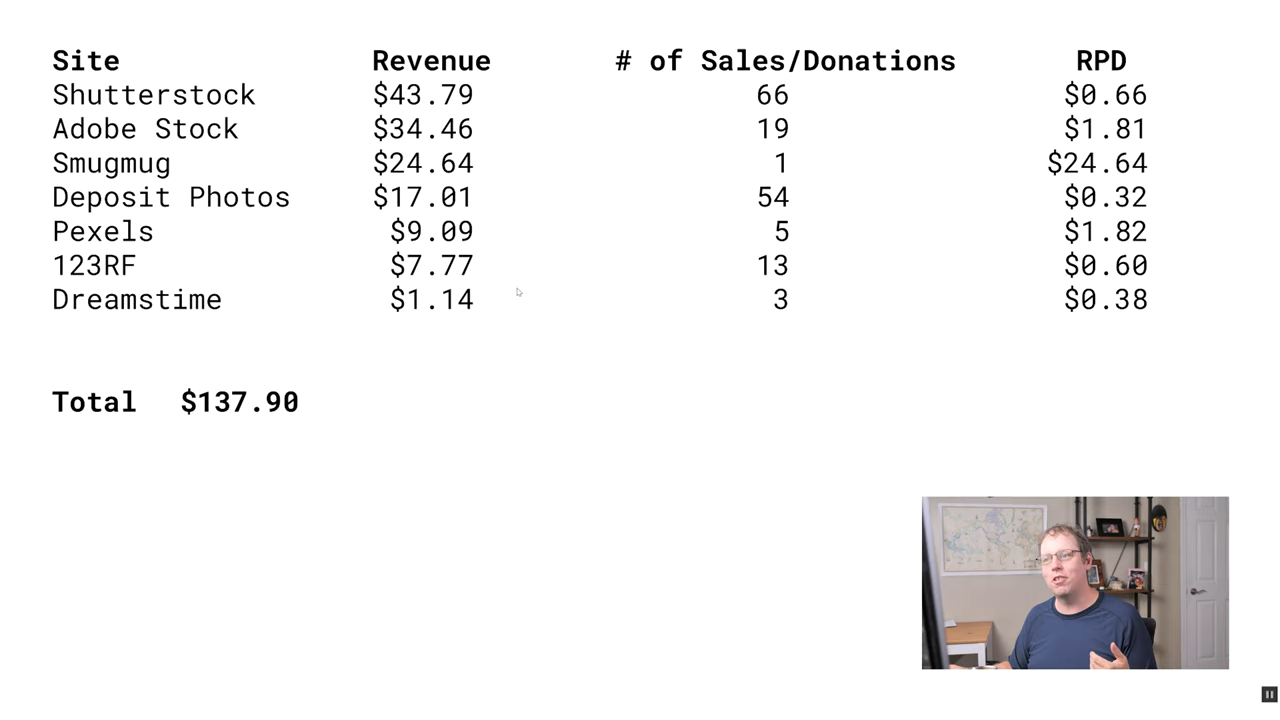 Site Revenue # of Sales/Donations RPD
Shutterstock $43.79 66 $0.66
Adobe Stock $34.46 19 $1.81
Smugmug $24.64 1 $24.64
Deposit Photos $17.01 54 $0.32
Pexels $9.09 5 $1.82
123RF $7.77 13 $0.60
Dreamstime $1.14 3 $0.38
Total $137.90